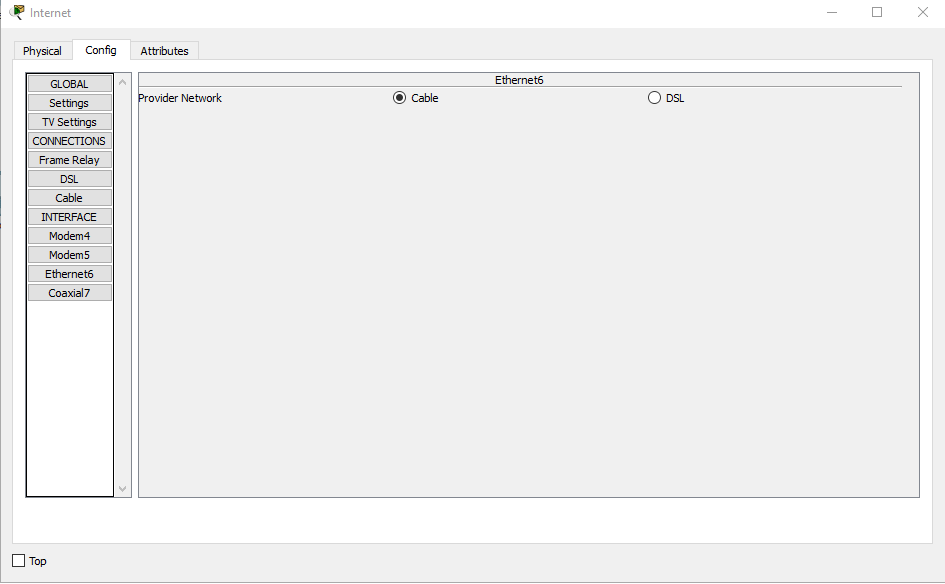 Internet
Physical
Config
Attributes
GLOBAL
Settings
TV Settings
CONNECTIONS
Frame Relay
DSL
Cable
INTERFACE
Modem4
Modem5
Ethernet6
Coaxial7
Ethernet6
Provider Network
Cable
DSL
Top